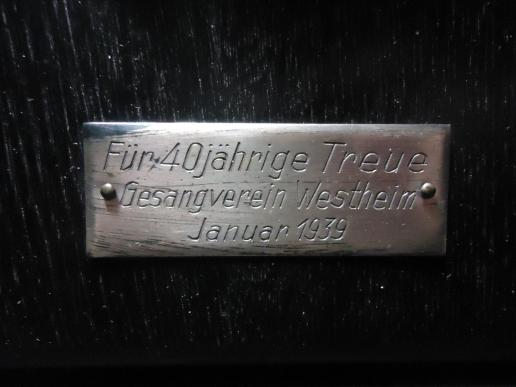 Für 40jährige Treue
Gesangverein Westheim
Januar 1939